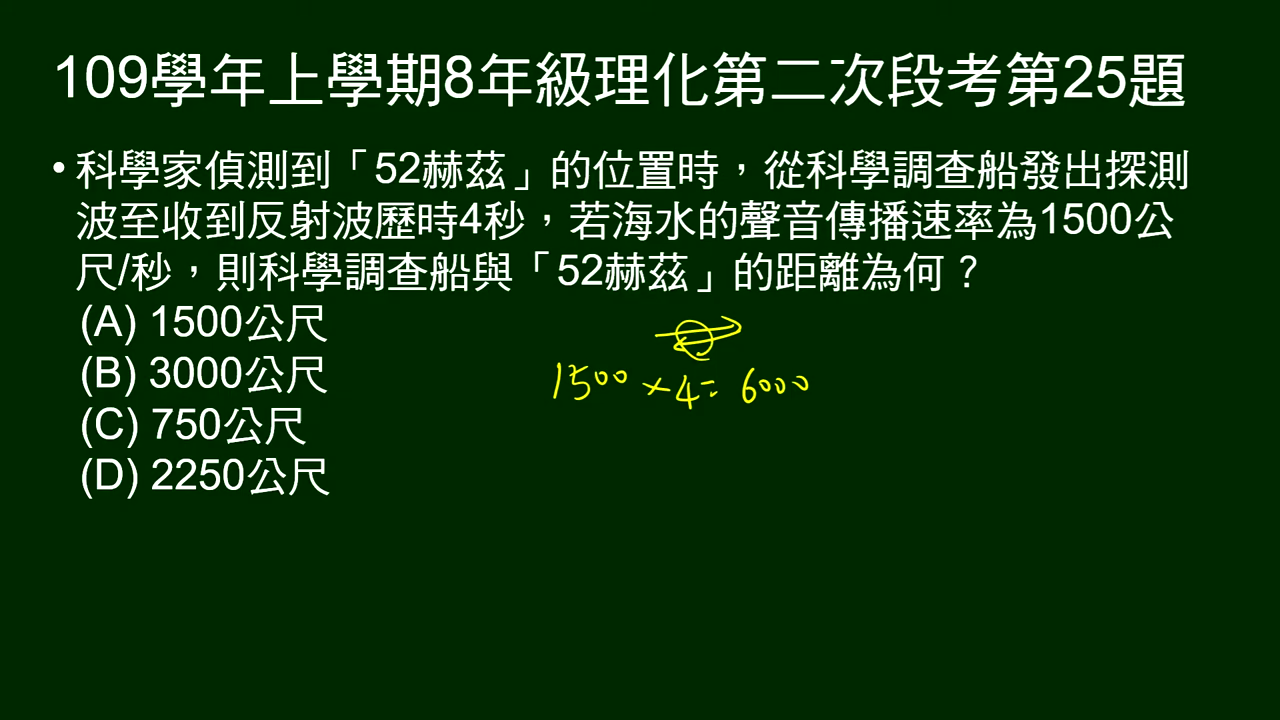 109學年上學期8年級理化第二次段考第25題
•科學家偵測到「52赫茲」的位置時，從科學調查船發出探測
波至收到反射波歷時4秒，若海水的聲音傳播速率為1500公
尺/秒，則科學調查船與「52赫茲」的距離為何？
(A) 1500公尺
(B) 3000公尺
(C) 750公尺
(D) 2250公尺
1500 × 4 = 6000